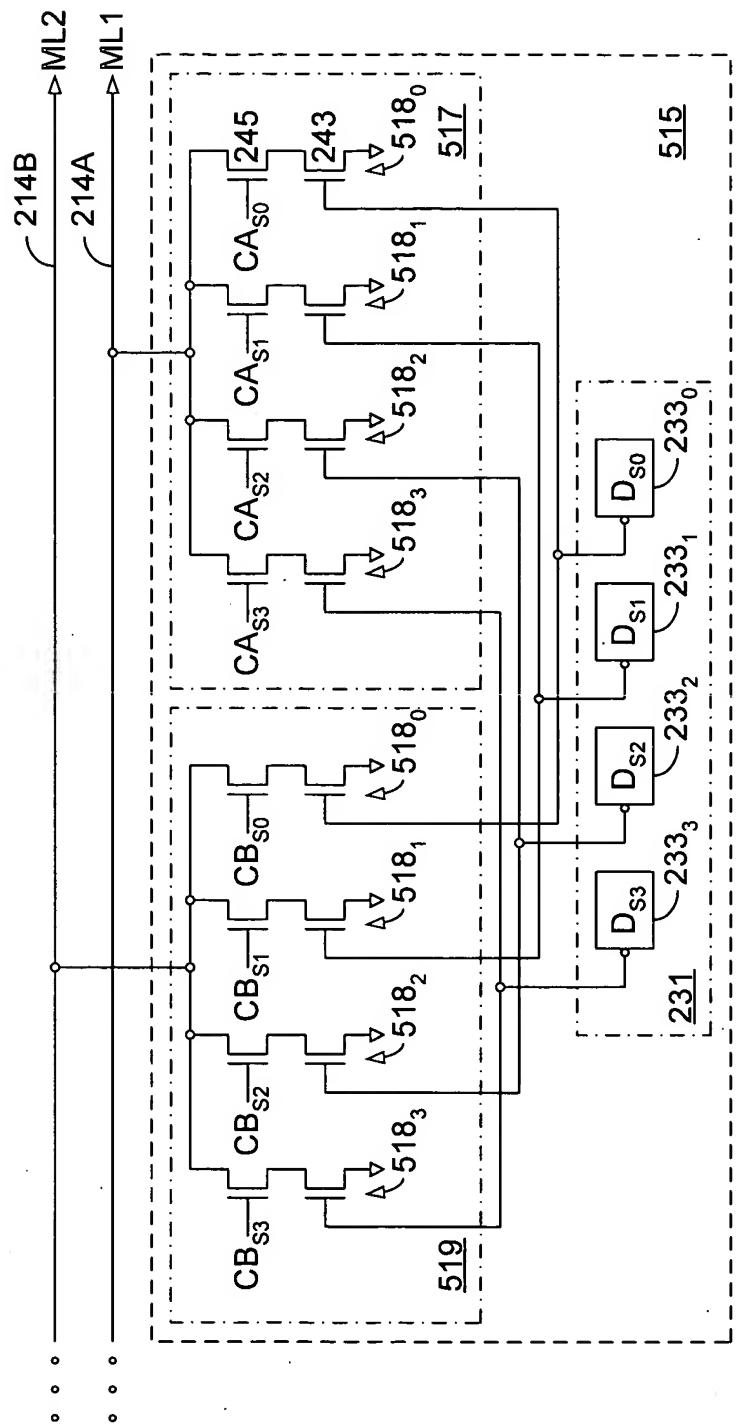 214B
ML2
214A
ML1
CB_S3
CB_S2
CB_S1
CB_S0
CA_S3
CA_S2
CA_S1
CA_S0
245
243
518_3
518_2
518_1
518_0
518_3
518_2
518_1
518_0
519
517
D_S3
D_S2
D_S1
D_S0
233_3
233_2
233_1
233_0
231
515